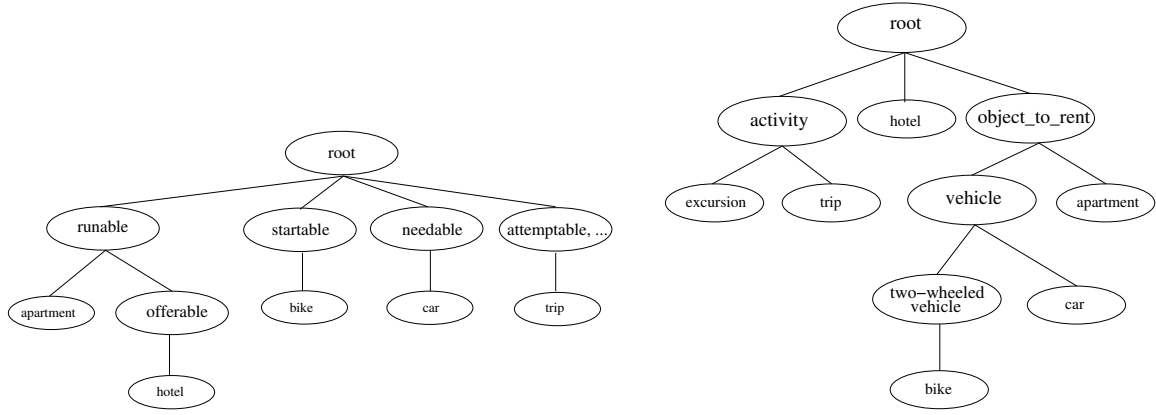 root
runable
startable
needable
attemptable, ...
apartment
offerable
bike
car
trip
hotel
root
activity
hotel
object_to_rent
excursion
trip
vehicle
apartment
two-wheeled
vehicle
car
bike